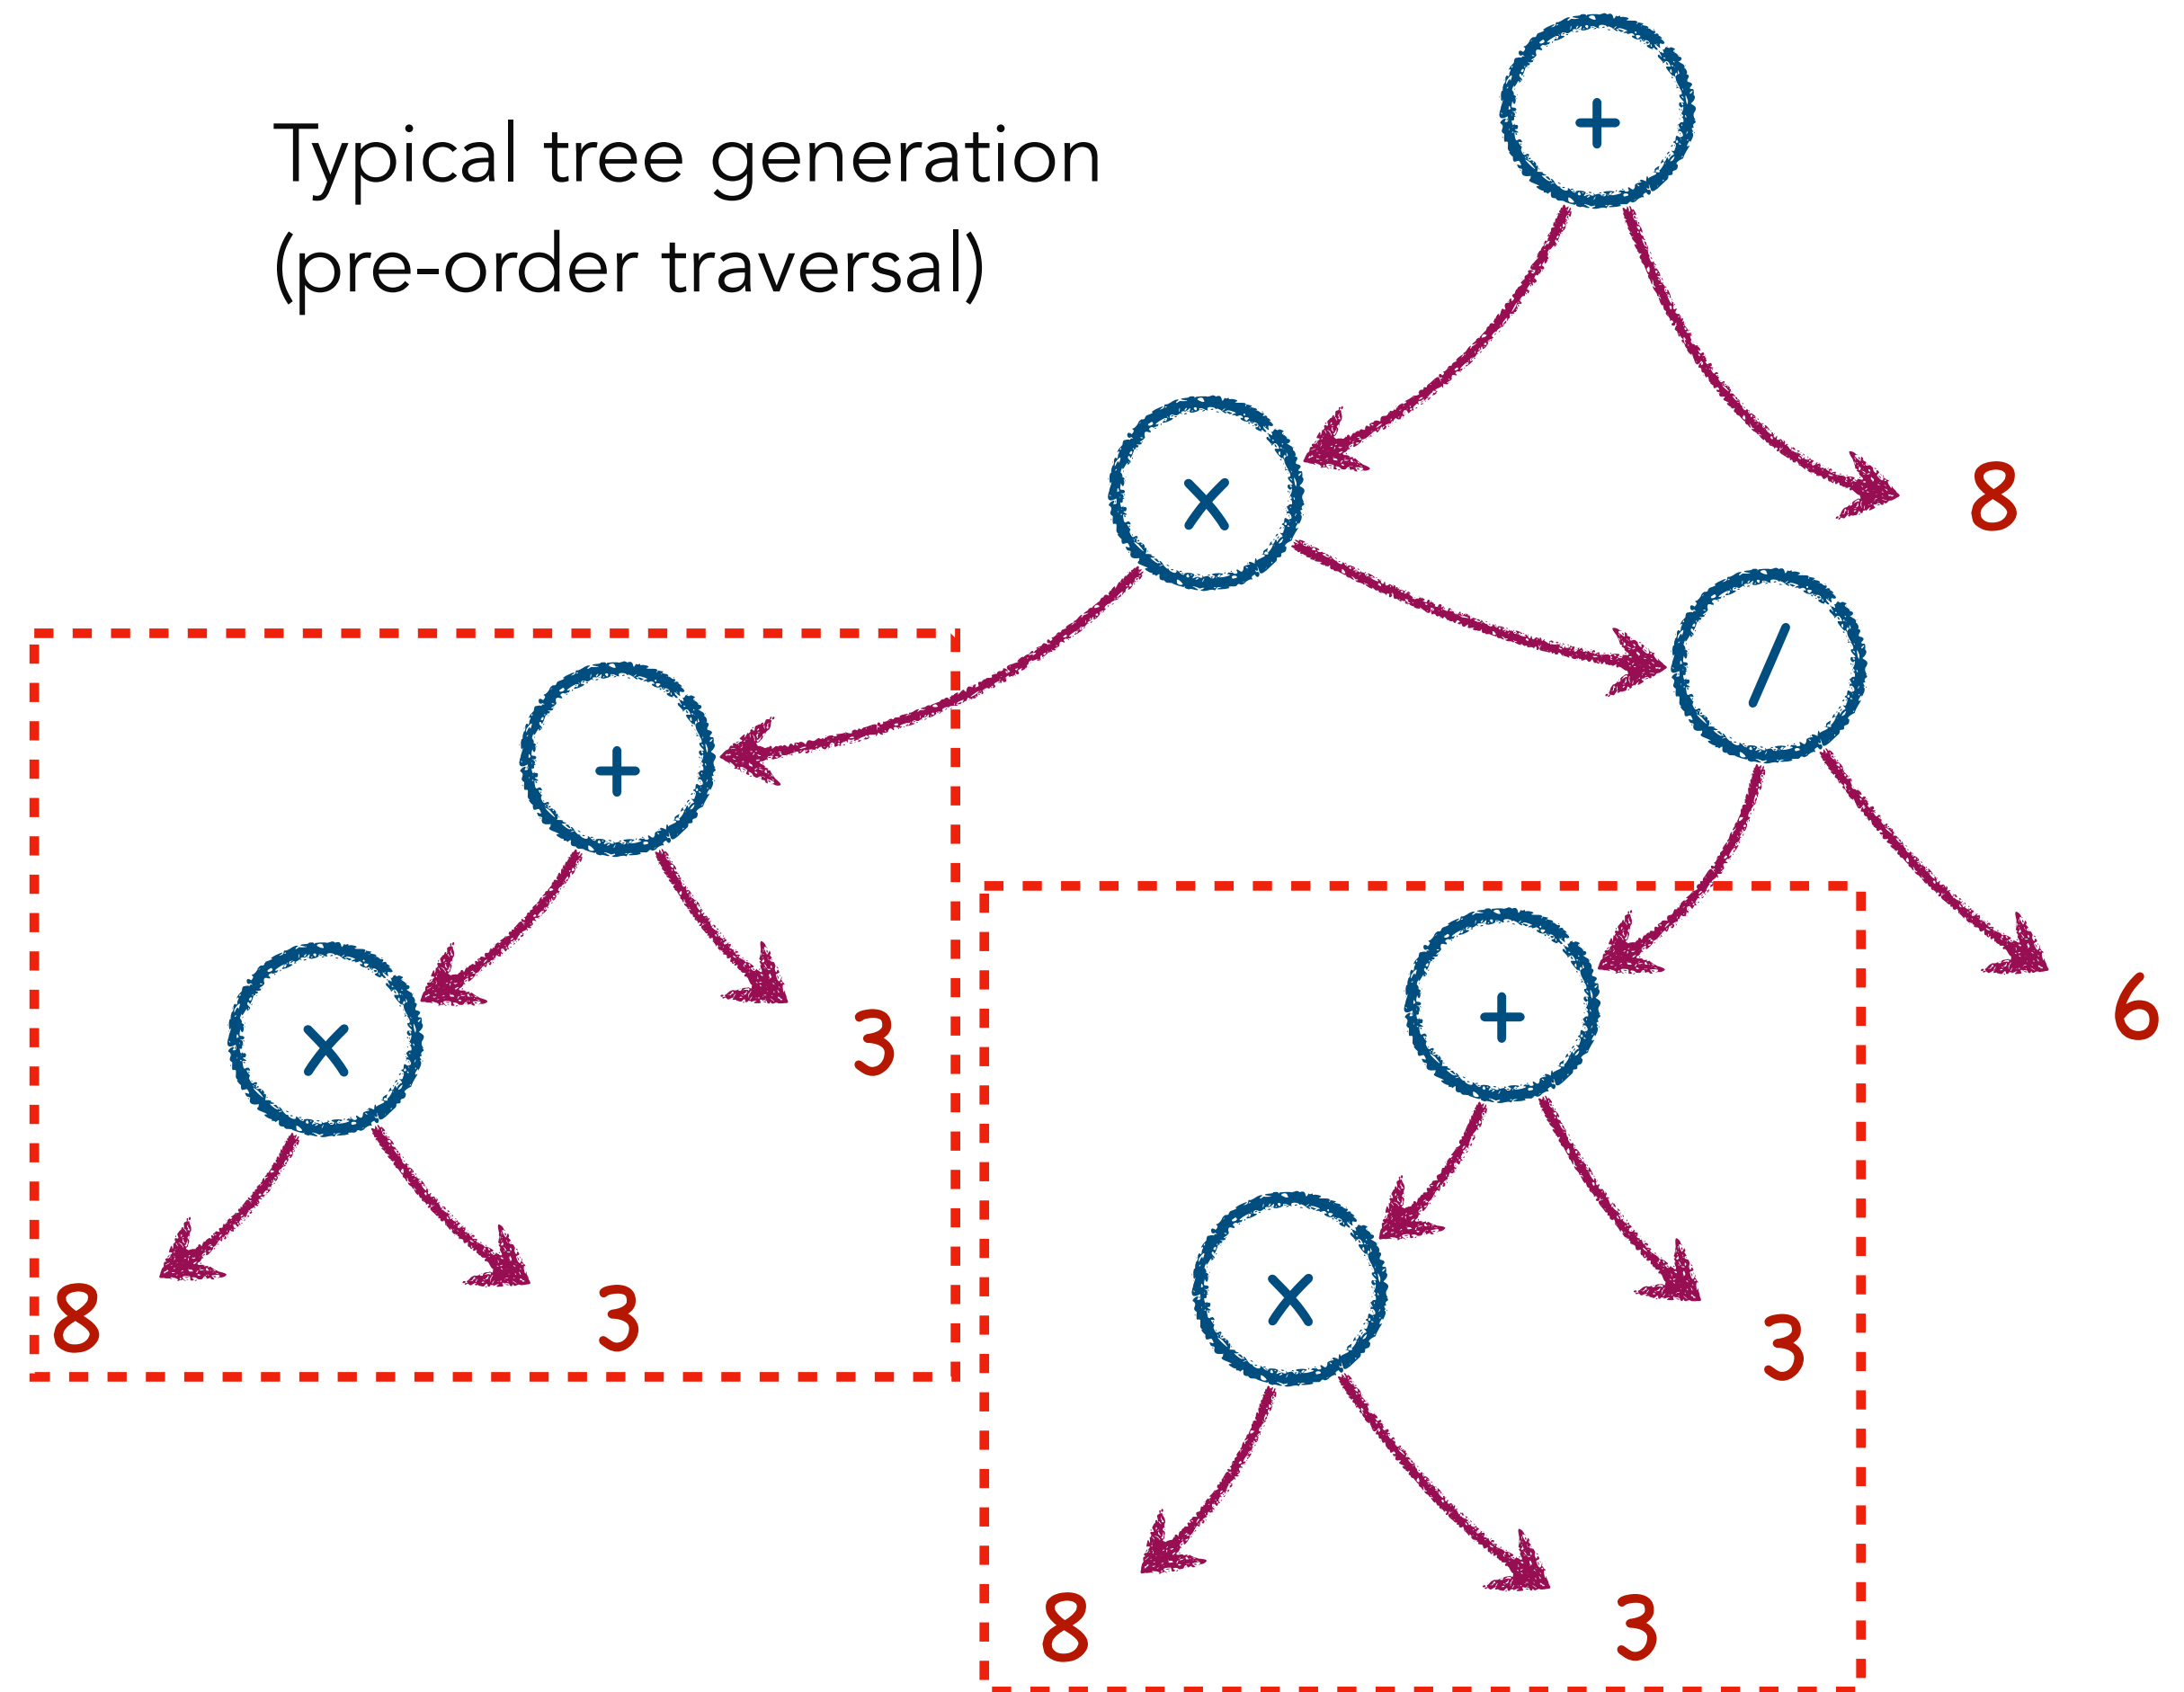 Typical tree generation
(pre-order traversal)
+
x
8
+
/
x
3
+
6
8
3
x
3
8
3